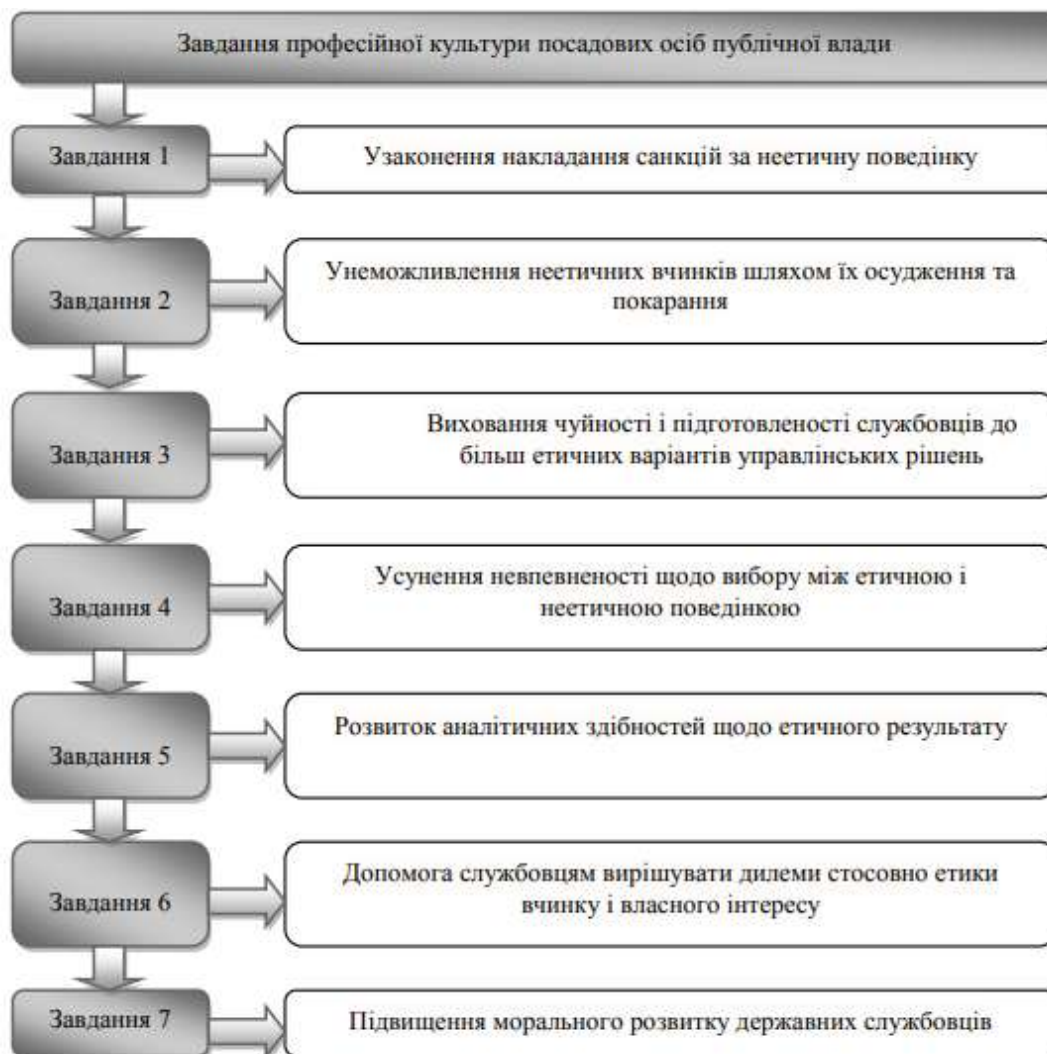 Завдання професійної культури посадових осіб публічної влади
Завдання 1
Узаконення накладання санкцій за неетичну поведінку
Завдання 2
Унеможливлення неетичних вчинків шляхом їх осудження та
покарання
Завдання 3
Виховання чуйності і підготовленості службовців до
більш етичних варіантів управлінських рішень
Завдання 4
Усунення невпевненості щодо вибору між етичною і
неетичною поведінкою
Завдання 5
Розвиток аналітичних здібностей щодо етичного результату
Завдання 6
Допомога службовцям вирішувати дилеми стосовно етики
вчинку і власного інтересу
Завдання 7
Підвищення морального розвитку державних службовців